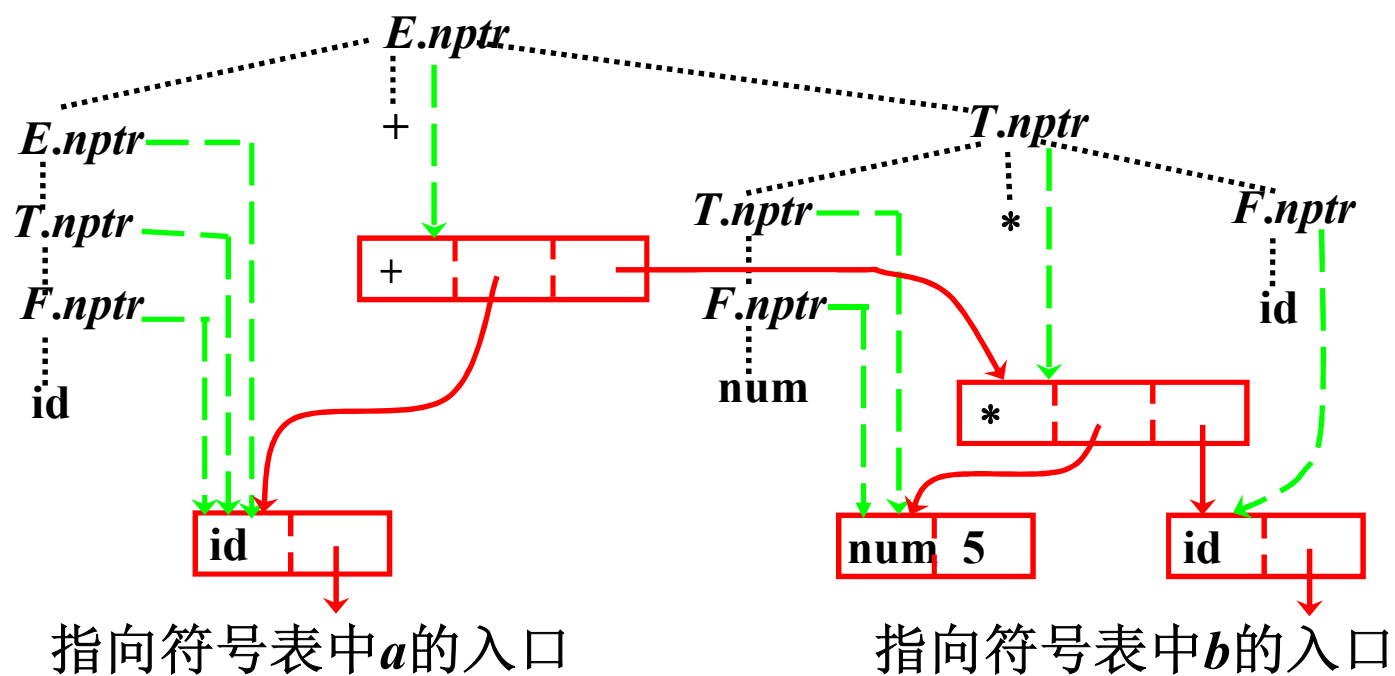 E.nptr
+
E.nptr
T.nptr
T.nptr
*
F.nptr
T.nptr
+
F.nptr
F.nptr
id
id
num
*
id
num 5
id
指向符号表中a的入口
指向符号表中b的入口